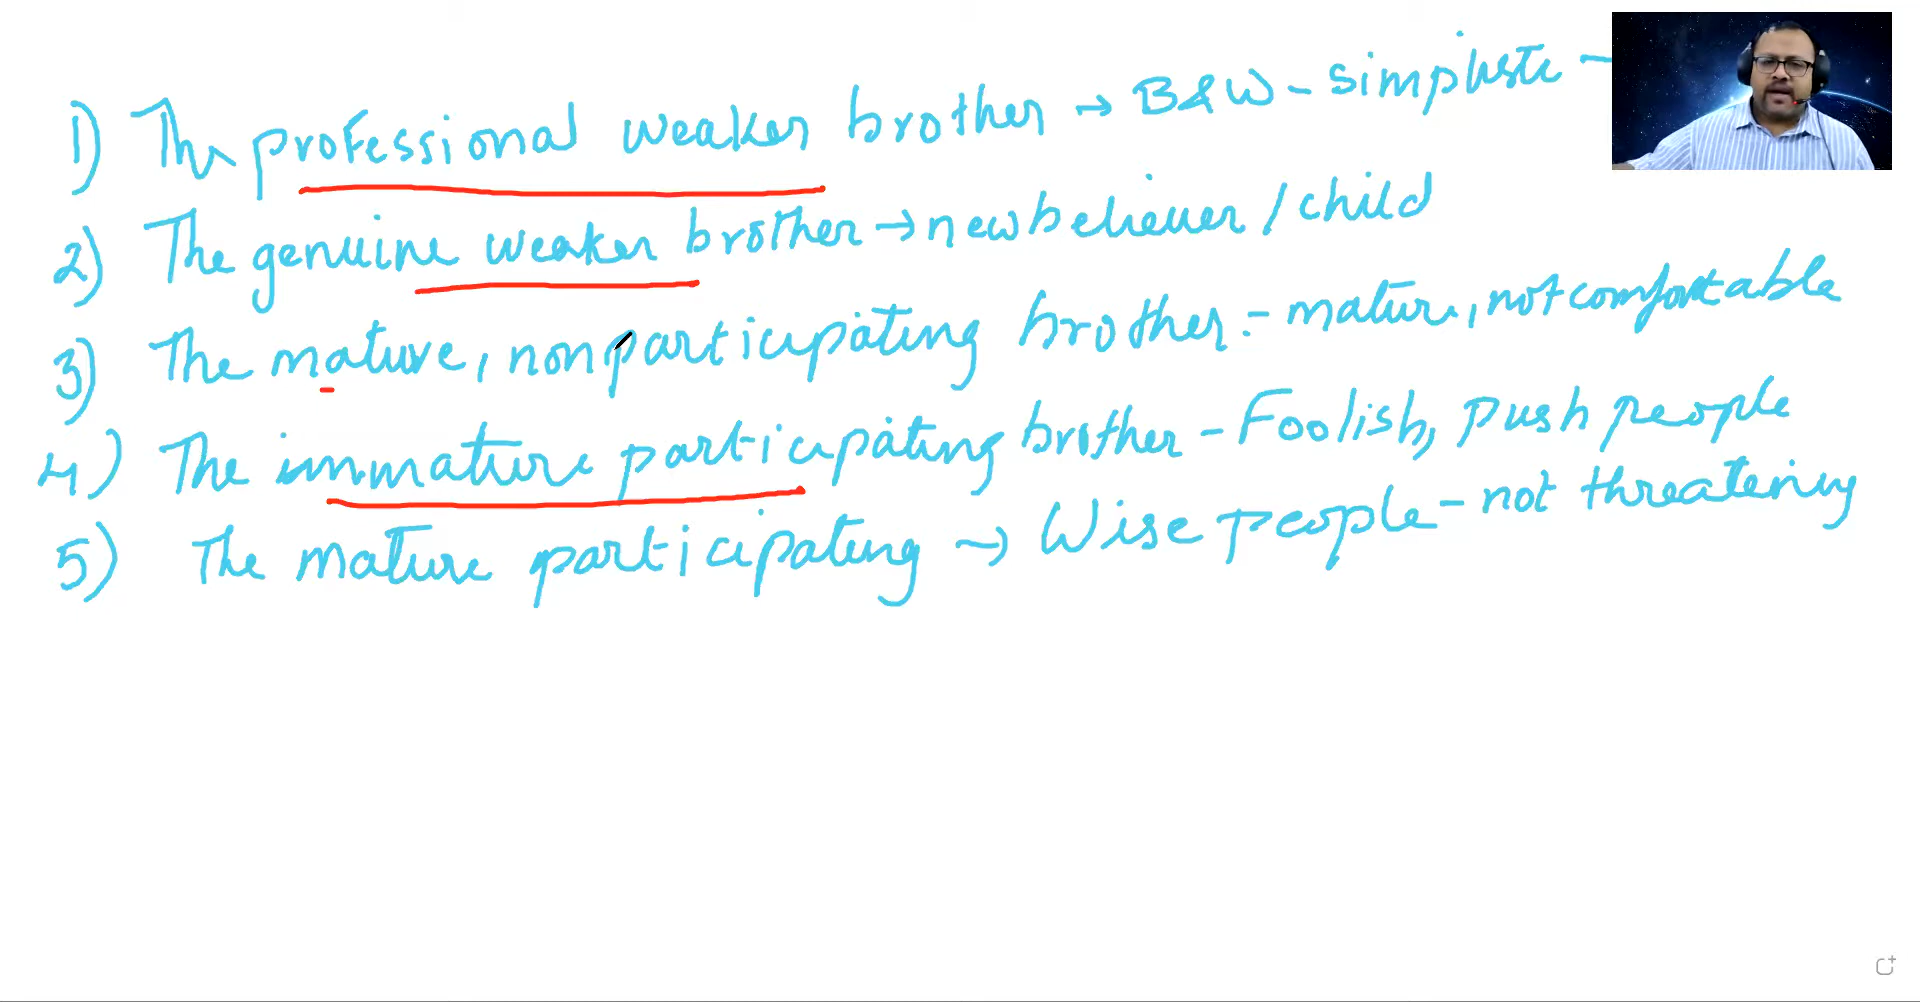 1) The professional weaker brother → B&W - simplistic -
2) The genuine weaker brother → new believer / child
3) The mature, nonparticipating brother :- mature, not comfortable
4) The immature participating brother - Foolish, push people
5) The mature participating → Wise people - not threatening